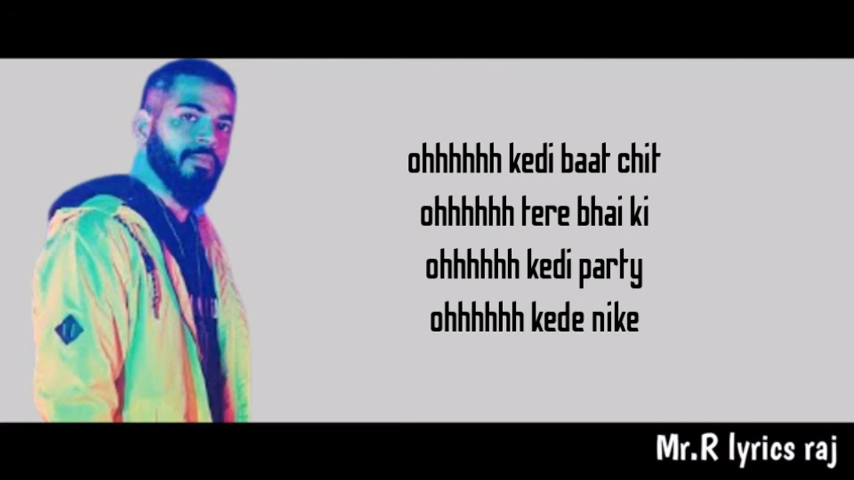 ohhhhhh kedi baat chit
ohhhhhh tere bhai ki
ohhhhhh kedi party
ohhhhhh kede nike
Mr.R lyrics raj